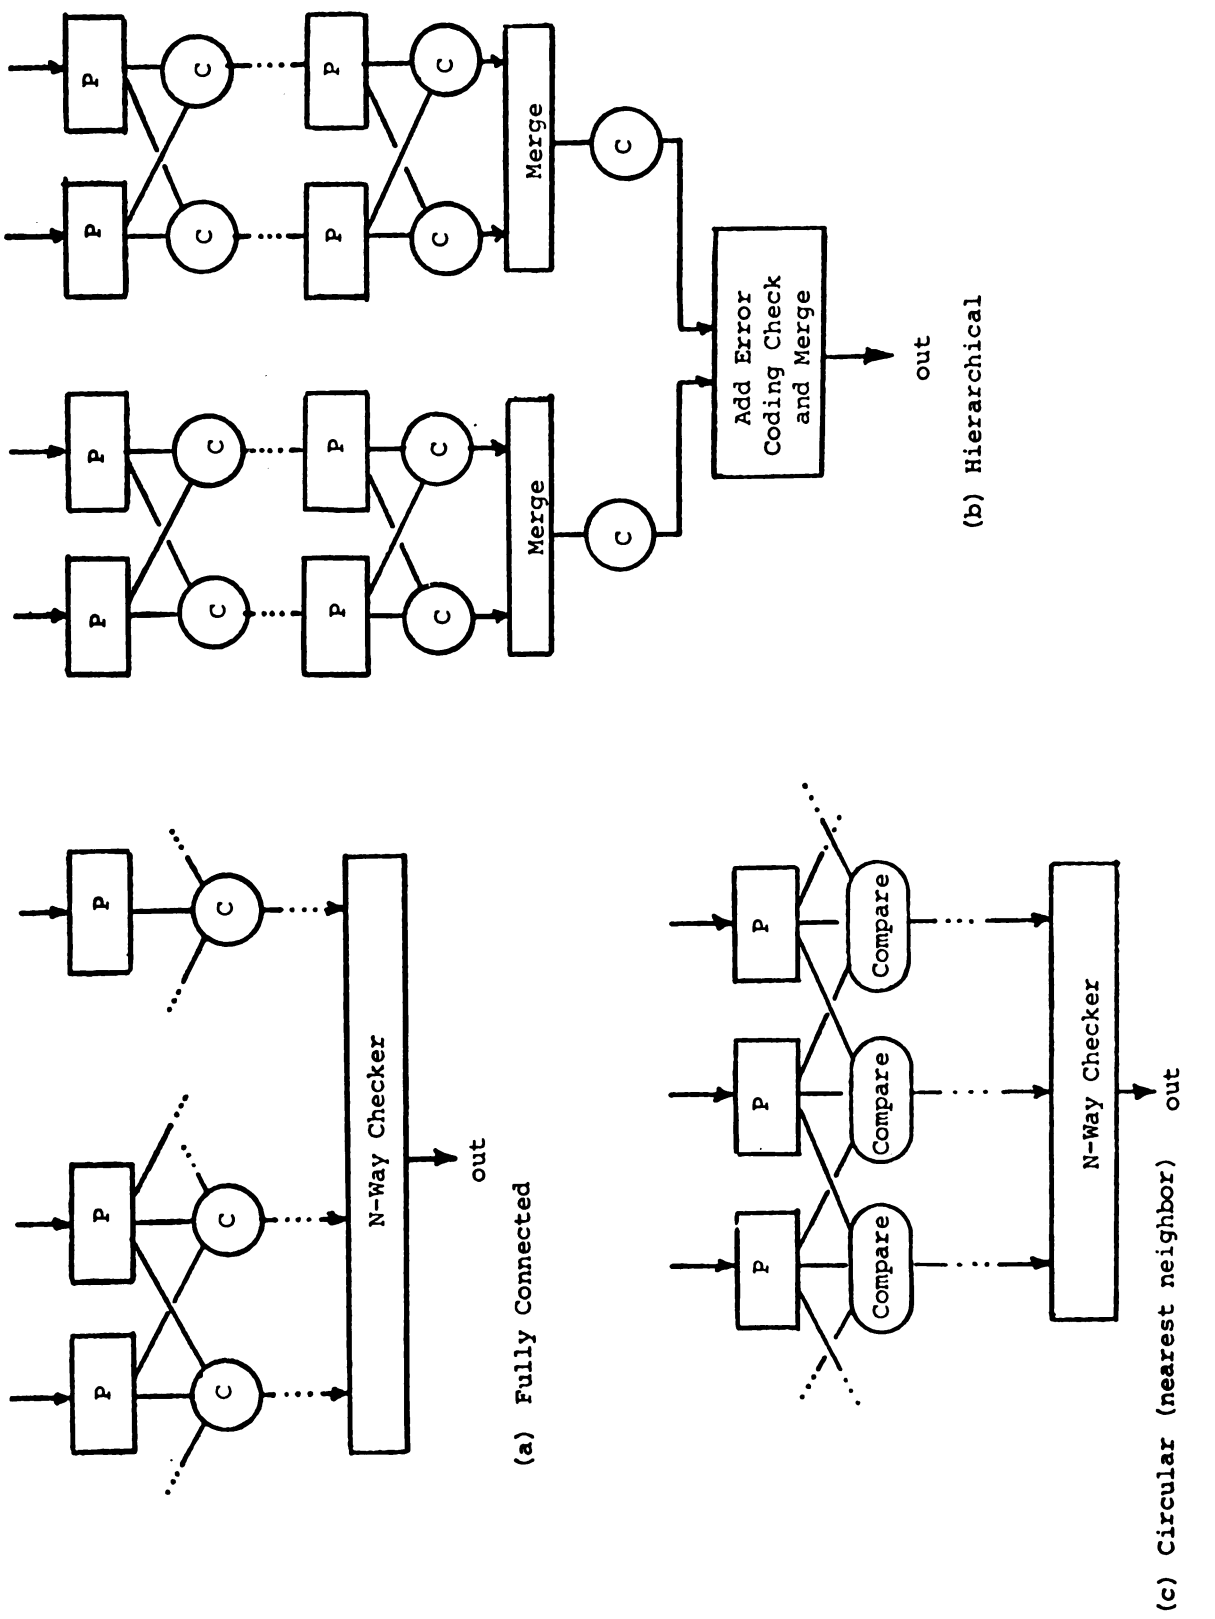 P P P
C C C
N-Way Checker
out
(a) Fully Connected
P P P P
C C C C
P P P P
C C C C
Merge Merge
C C
Add Error
Coding Check
and Merge
out
(b) Hierarchical
P P P
Compare Compare Compare
N-Way Checker
out
(c) Circular (nearest neighbor)